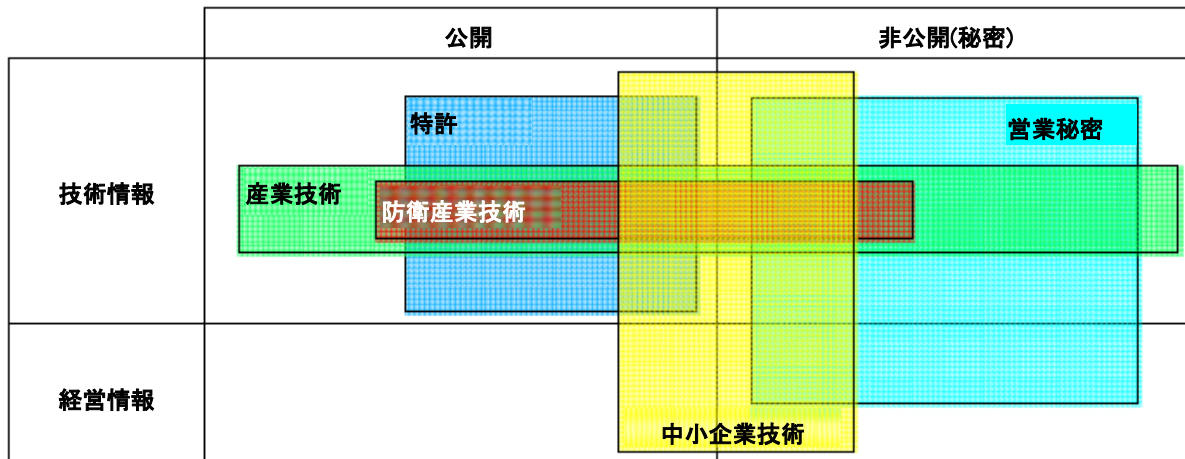 公開
非公開(秘密)
特許
営業秘密
技術情報
産業技術
防衛産業技術
経営情報
中小企業技術